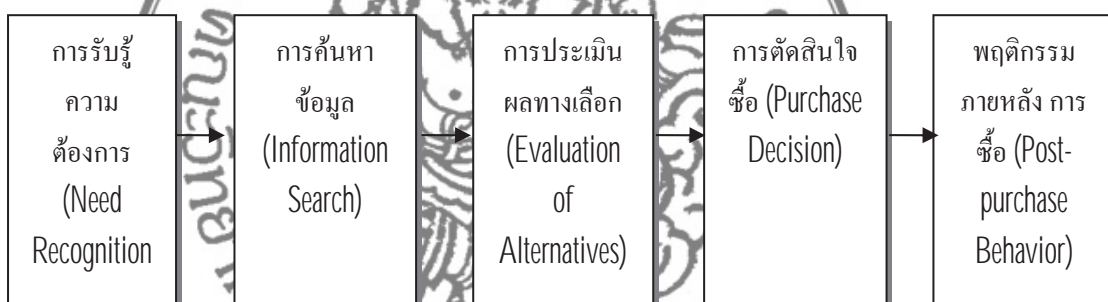 การรับรู้
ความ
ต้องการ
(Need
Recognition
การค้นหา
ข้อมูล
(Information
Search)
การประเมิน
ผลทางเลือก
(Evaluation
of
Alternatives)
การตัดสินใจ
ซื้อ (Purchase
Decision)
พฤติกรรม
ภายหลัง การ
ซื้อ (Post-
purchase
Behavior)